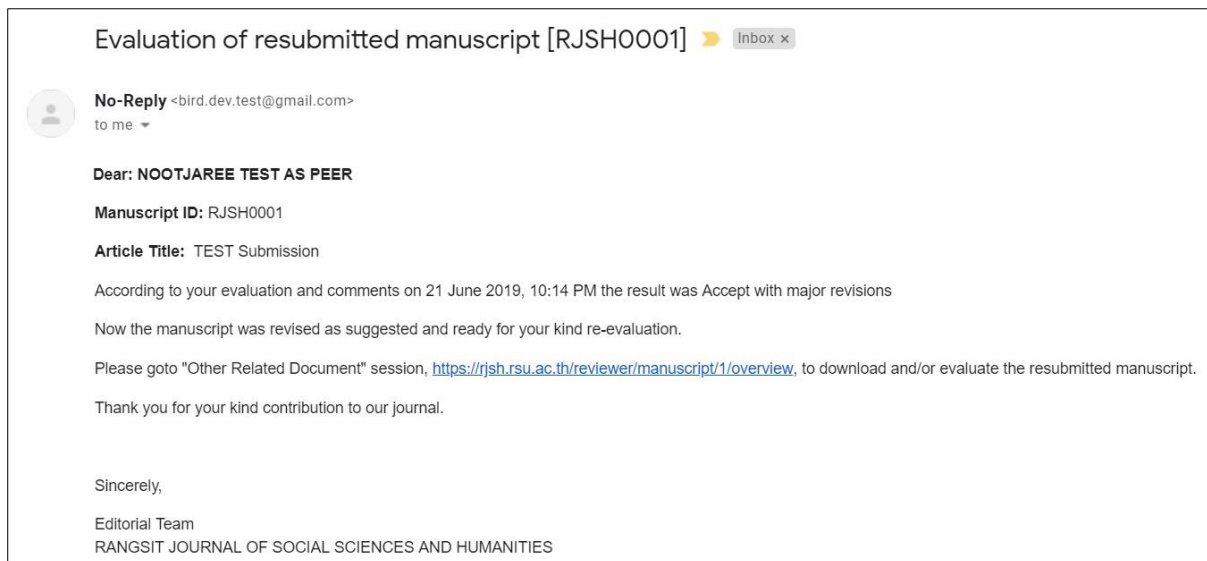 Evaluation of resubmitted manuscript [RJSH0001] Inbox ×
No-Reply <bird.dev.test@gmail.com>
to me
Dear: NOOTJAREE TEST AS PEER
Manuscript ID: RJSH0001
Article Title: TEST Submission
According to your evaluation and comments on 21 June 2019, 10:14 PM the result was Accept with major revisions
Now the manuscript was revised as suggested and ready for your kind re-evaluation.
Please goto "Other Related Document" session, https://rjsh.rsu.ac.th/reviewer/manuscript/1/overview, to download and/or evaluate the resubmitted manuscript.
Thank you for your kind contribution to our journal.
Sincerely,
Editorial Team
RANGSIT JOURNAL OF SOCIAL SCIENCES AND HUMANITIES